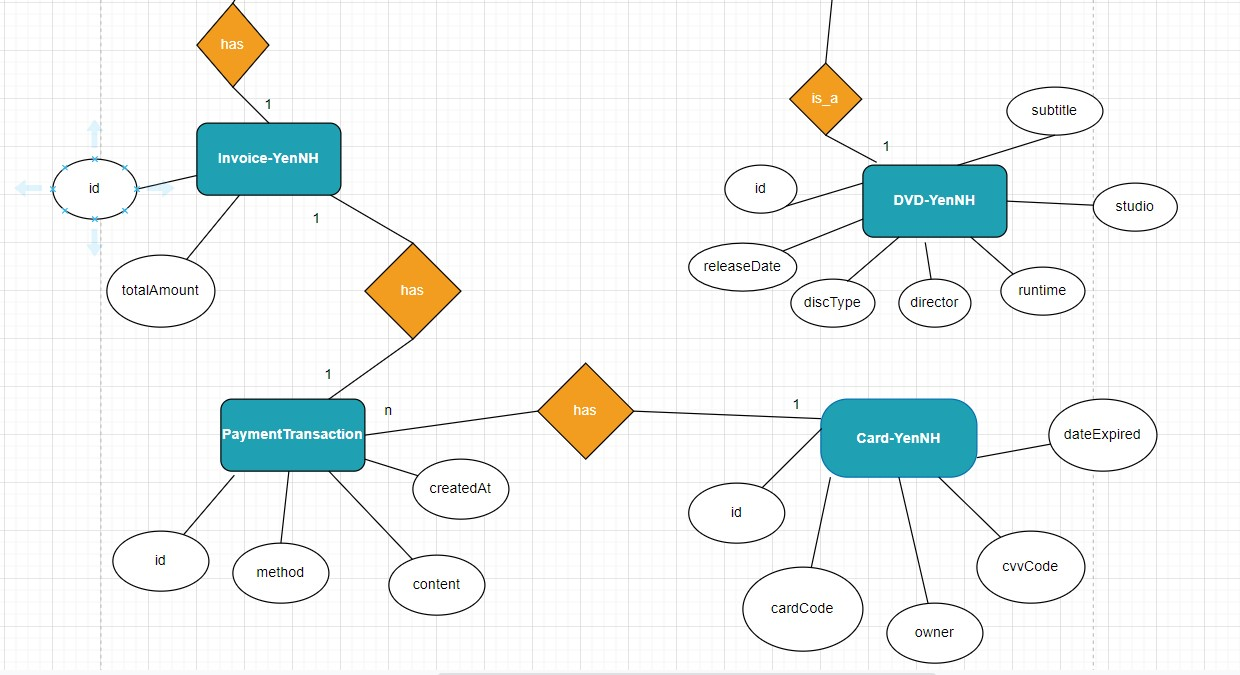 has
1
is_a
subtitle
1
Invoice-YenNH
id
id
DVD-YenNH
studio
1
releaseDate
totalAmount
has
discType
director
runtime
1
n
has
1
PaymentTransaction
Card-YenNH
dateExpired
createdAt
id
id
method
content
cvvCode
cardCode
owner